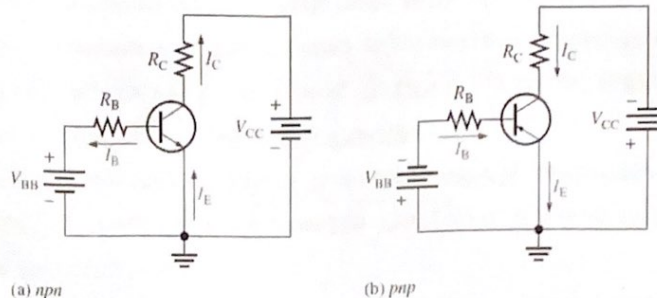 R_C
I_C
R_B
I_B
V_BB
+
−
V_CC
+
−
I_E
(a) npn
R_C
I_C
R_B
I_B
V_BB
−
+
V_CC
−
+
I_E
(b) pnp